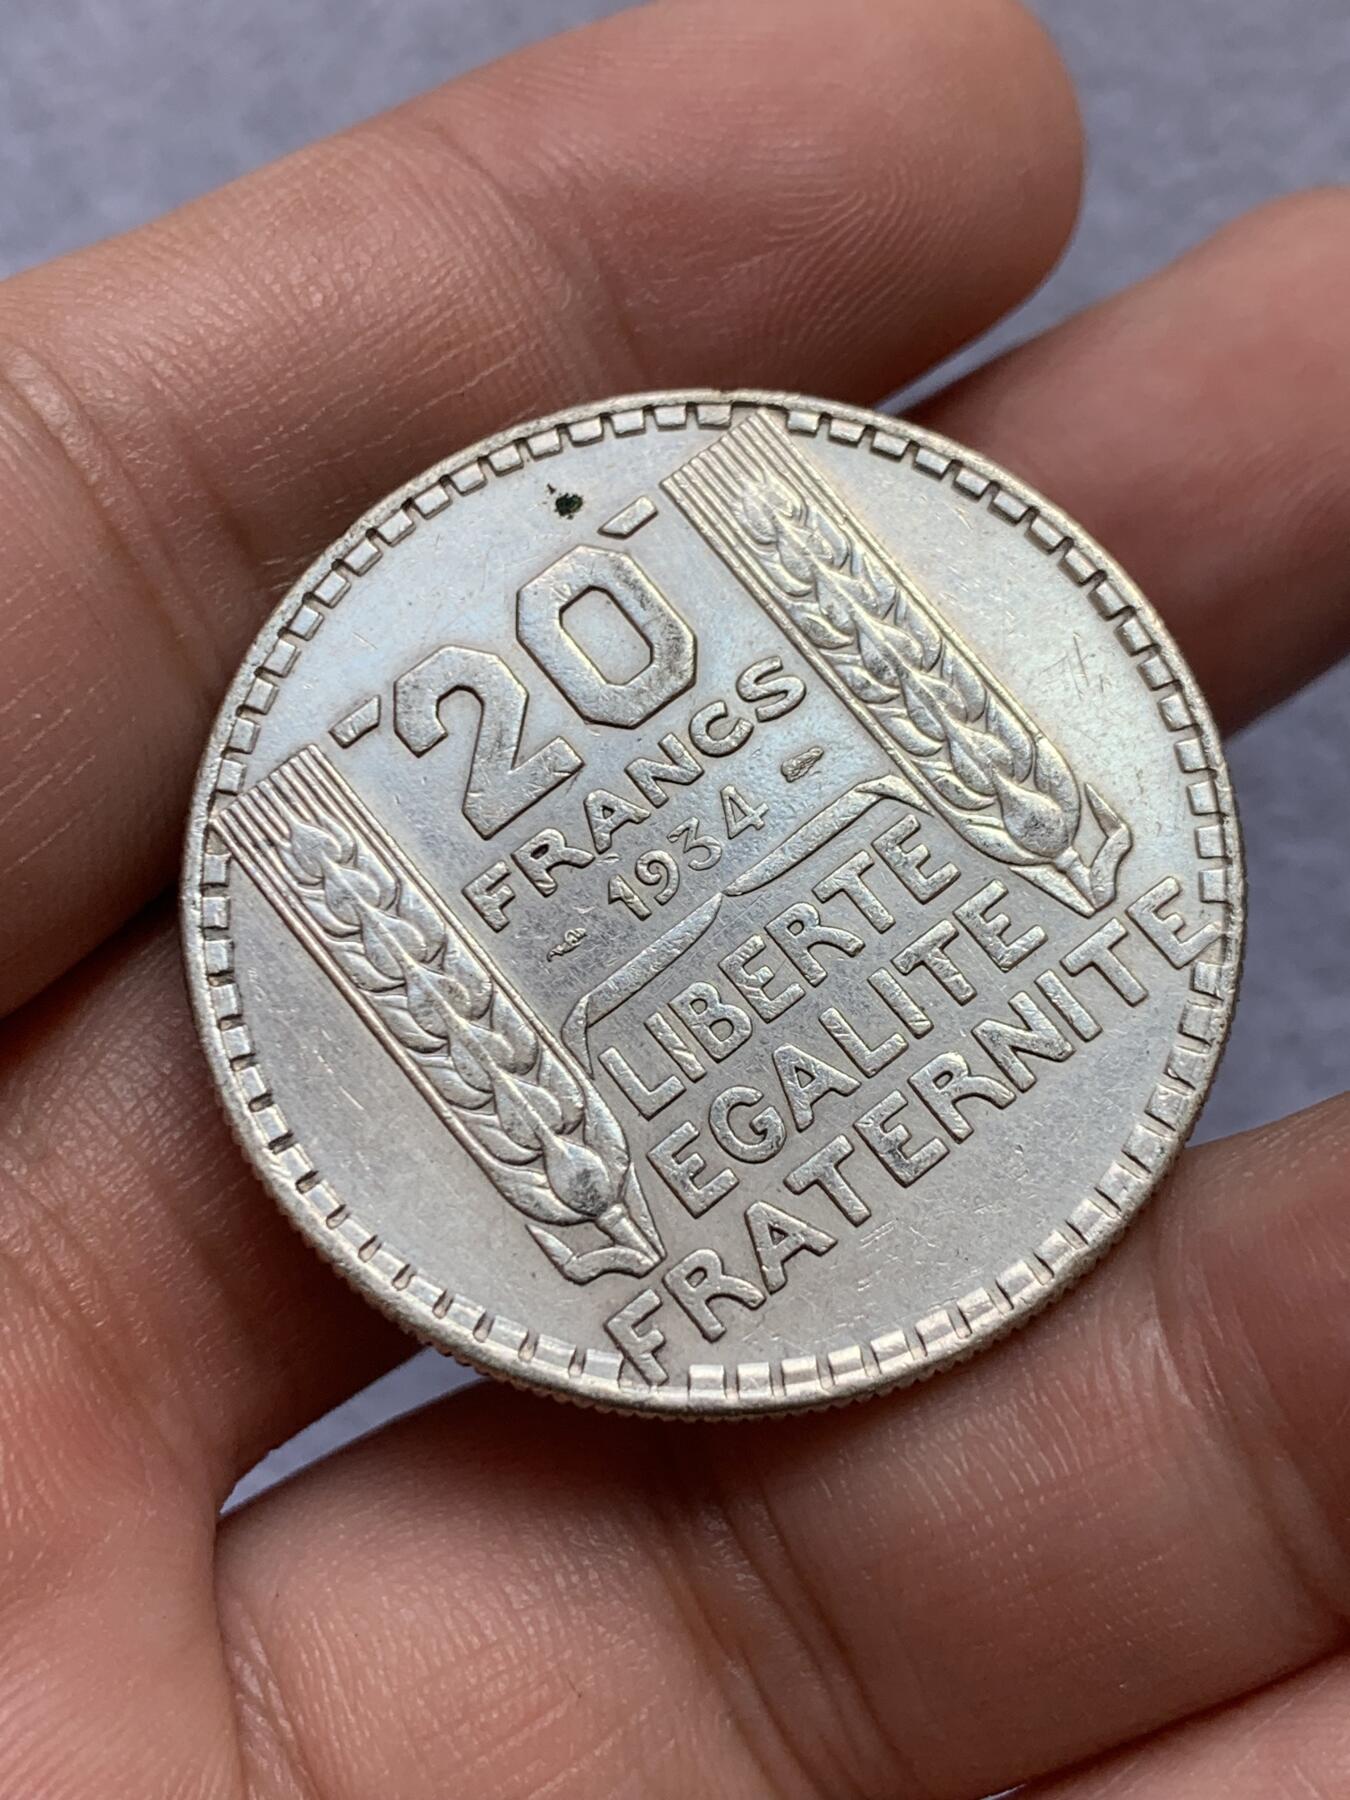 20
FRANCS
1934
LIBERTE
EGALITE
FRATERNITE